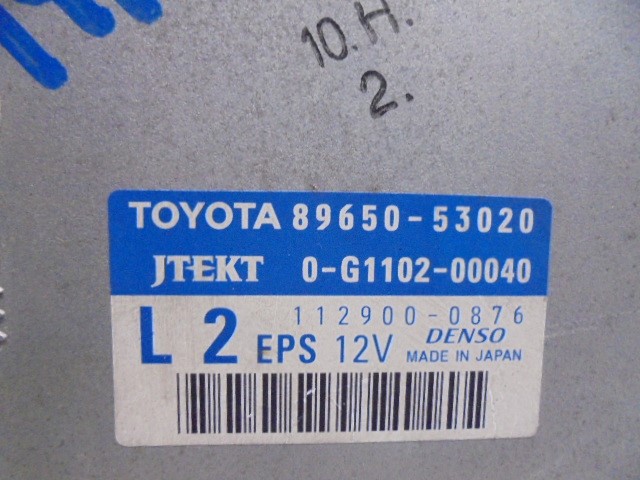 10.H.
2.
TOYOTA 89650-53020
JTEKT 0-G1102-00040
112900-0876
L 2 EPS 12V DENSO
MADE IN JAPAN